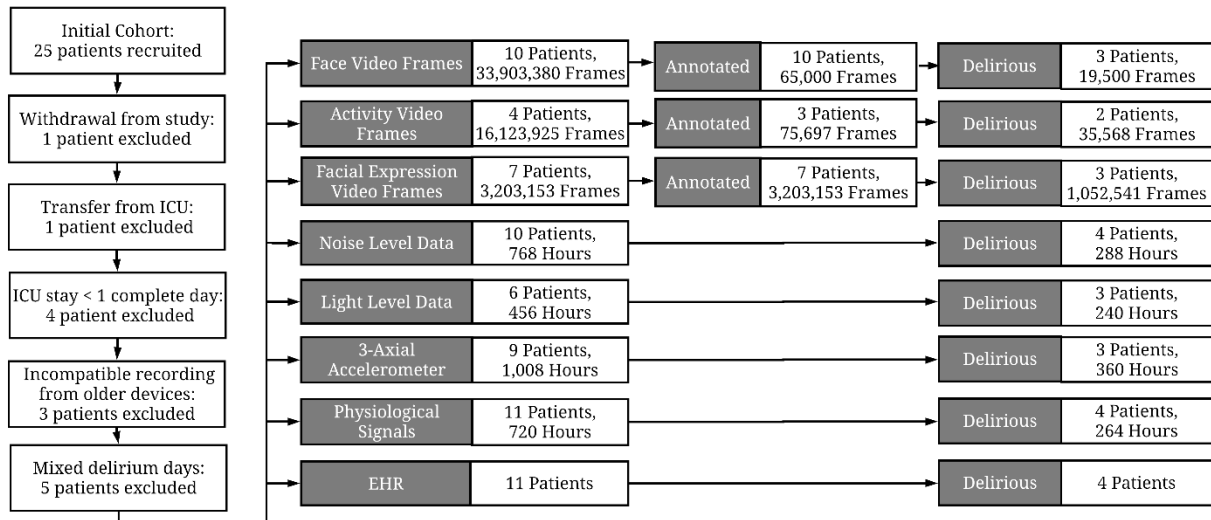 Initial Cohort:
25 patients recruited
Withdrawal from study:
1 patient excluded
Transfer from ICU:
1 patient excluded
ICU stay < 1 complete day:
4 patient excluded
Incompatible recording
from older devices:
3 patients excluded
Mixed delirium days:
5 patients excluded
Face Video Frames
10 Patients,
33,903,380 Frames
Annotated
10 Patients,
65,000 Frames
Delirious
3 Patients,
19,500 Frames
Activity Video
Frames
4 Patients,
16,123,925 Frames
Annotated
3 Patients,
75,697 Frames
Delirious
2 Patients,
35,568 Frames
Facial Expression
Video Frames
7 Patients,
3,203,153 Frames
Annotated
7 Patients,
3,203,153 Frames
Delirious
3 Patients,
1,052,541 Frames
Noise Level Data
10 Patients,
768 Hours
Delirious
4 Patients,
288 Hours
Light Level Data
6 Patients,
456 Hours
Delirious
3 Patients,
240 Hours
3-Axial
Accelerometer
9 Patients,
1,008 Hours
Delirious
3 Patients,
360 Hours
Physiological
Signals
11 Patients,
720 Hours
Delirious
4 Patients,
264 Hours
EHR
11 Patients
Delirious
4 Patients